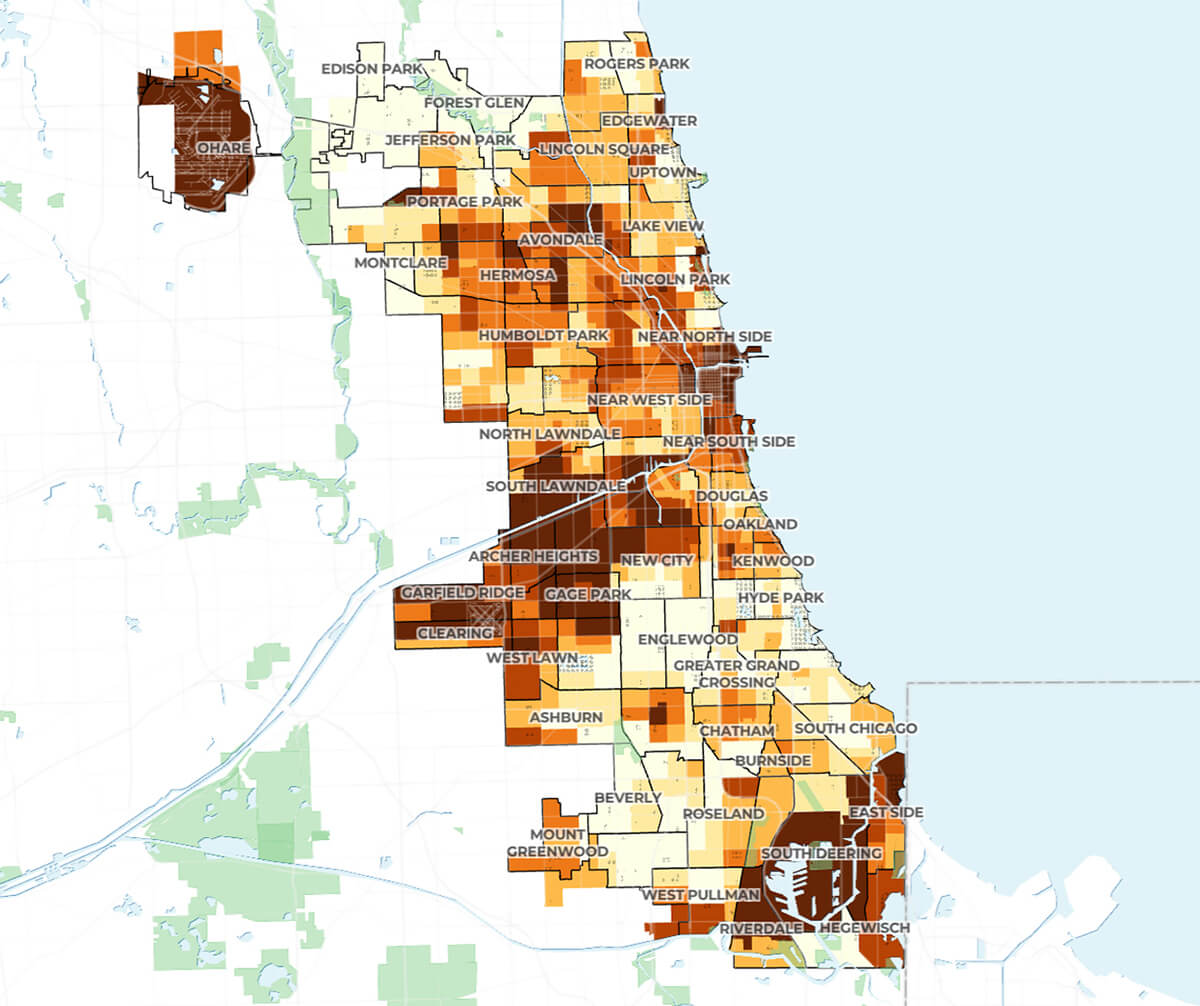 ROGERS PARK
EDISON PARK
FOREST GLEN
EDGEWATER
JEFFERSON PARK
OHARE
LINCOLN SQUARE
UPTOWN
PORTAGE PARK
LAKE VIEW
AVONDALE
MONTCLARE
HERMOSA
LINCOLN PARK
HUMBOLDT PARK
NEAR NORTH SIDE
NEAR WEST SIDE
NORTH LAWNDALE
NEAR SOUTH SIDE
SOUTH LAWNDALE
DOUGLAS
OAKLAND
ARCHER HEIGHTS
NEW CITY
KENWOOD
GARFIELD RIDGE
GAGE PARK
HYDE PARK
CLEARING
ENGLEWOOD
WEST LAWN
GREATER GRAND
CROSSING
ASHBURN
CHATHAM
SOUTH CHICAGO
BURNSIDE
BEVERLY
ROSELAND
EAST SIDE
MOUNT
GREENWOOD
SOUTH DEERING
WEST PULLMAN
RIVERDALE
HEGEWISCH